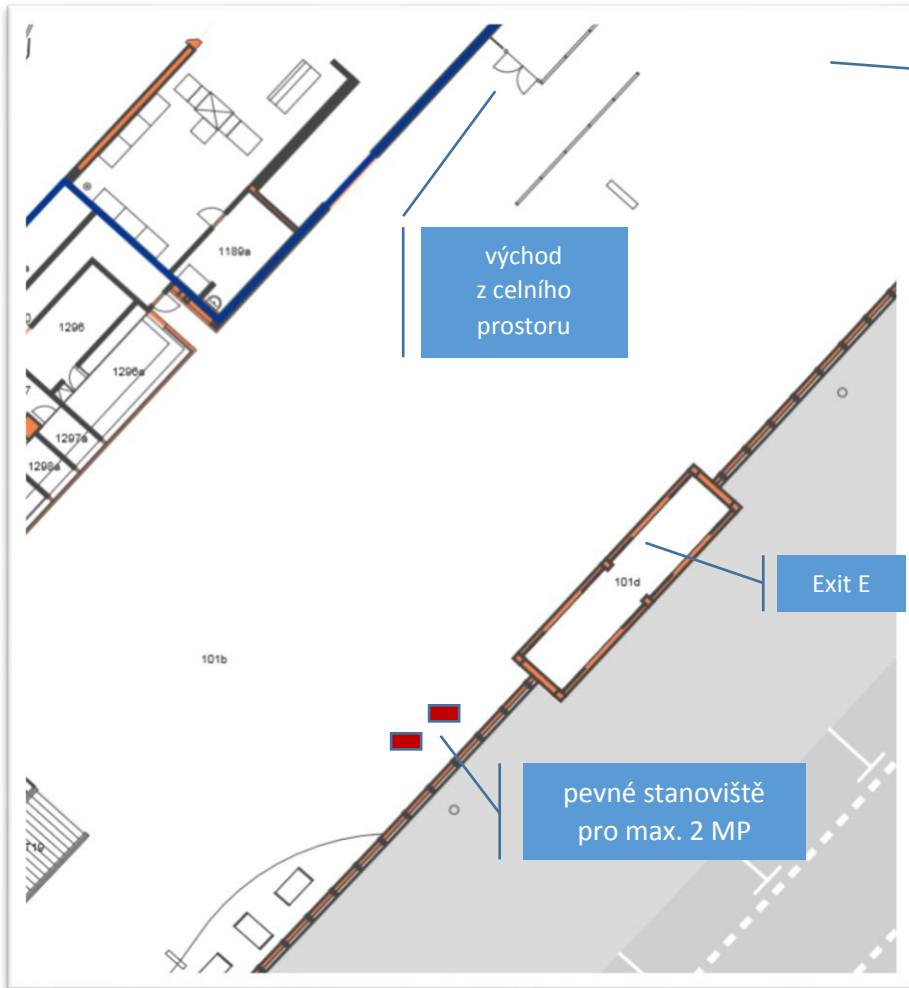 1189a
východ
z celního
prostoru
1296
1296a
1297a
1298a
101d
Exit E
101b
pevné stanoviště
pro max. 2 MP